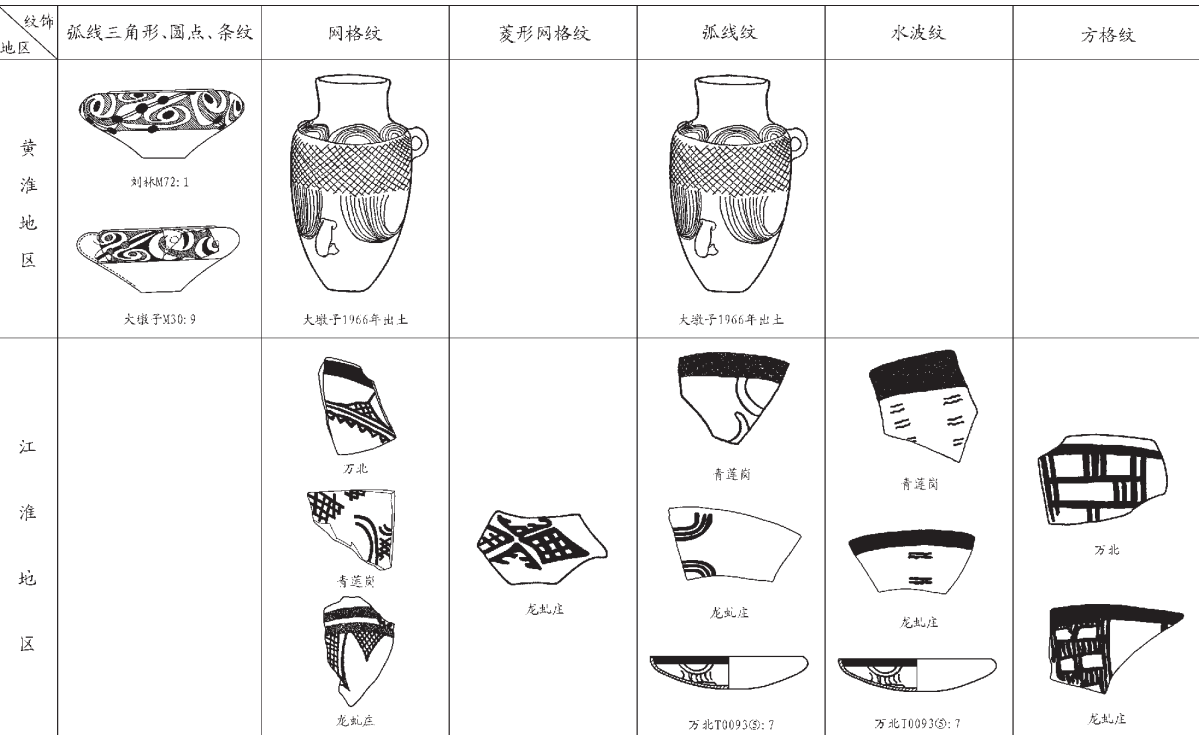 纹饰
地区
弧线三角形、圆点、条纹
网格纹
菱形网格纹
弧线纹
水波纹
方格纹
黄淮地区
刘林M72:1
大墩子M30:9
大墩子1966年出土
大墩子1966年出土
江淮地区
万北
青莲岗
龙虬庄
龙虬庄
青莲岗
龙虬庄
万北T0093⑤:7
青莲岗
龙虬庄
万北T0093⑤:7
万北
龙虬庄